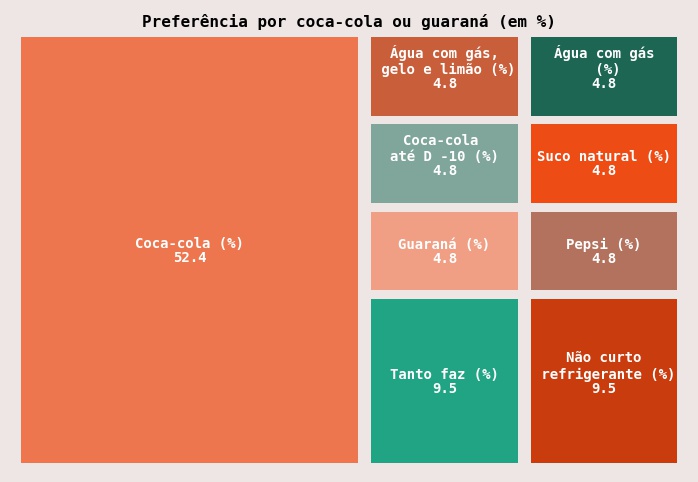 Preferência por coca-cola ou guaraná (em %)
Coca-cola (%)
52.4
Água com gás,
gelo e limão (%)
4.8
Água com gás
(%)
4.8
Coca-cola
até D -10 (%)
4.8
Suco natural (%)
4.8
Guaraná (%)
4.8
Pepsi (%)
4.8
Tanto faz (%)
9.5
Não curto
refrigerante (%)
9.5